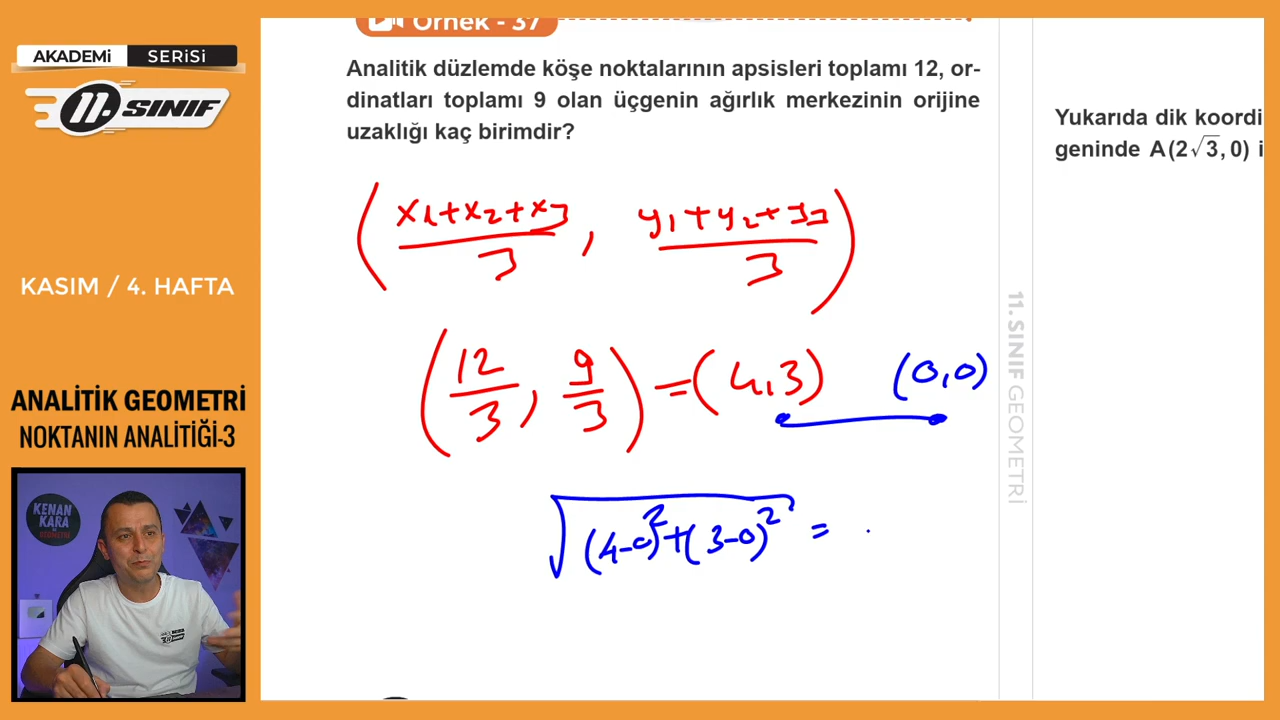 AKADEMİ SERİSİ
11. SINIF
KASIM / 4. HAFTA
ANALİTİK GEOMETRİ
NOKTANIN ANALİTİĞİ-3
KENAN
KARA
Örnek - 37
Analitik düzlemde köşe noktalarının apsisleri toplamı 12, or-
dinatları toplamı 9 olan üçgenin ağırlık merkezinin orijine
uzaklığı kaç birimdir?
(x1+x2+x3/3, y1+y2+y3/3)
(12/3, 9/3) = (4,3) (0,0)
√(4-0)²+(3-0)² =
11. SINIF GEOMETRİ
Yukarıda dik koordi
geninde A(2√3, 0) i